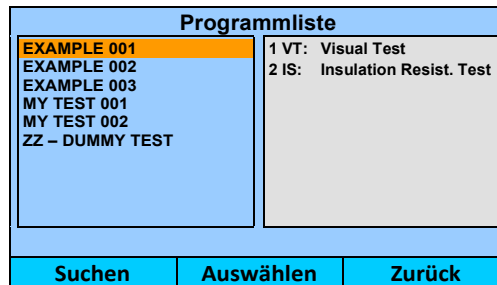 Programmliste
EXAMPLE 001
EXAMPLE 002
EXAMPLE 003
MY TEST 001
MY TEST 002
ZZ – DUMMY TEST
1 VT: Visual Test
2 IS: Insulation Resist. Test
Suchen
Auswählen
Zurück